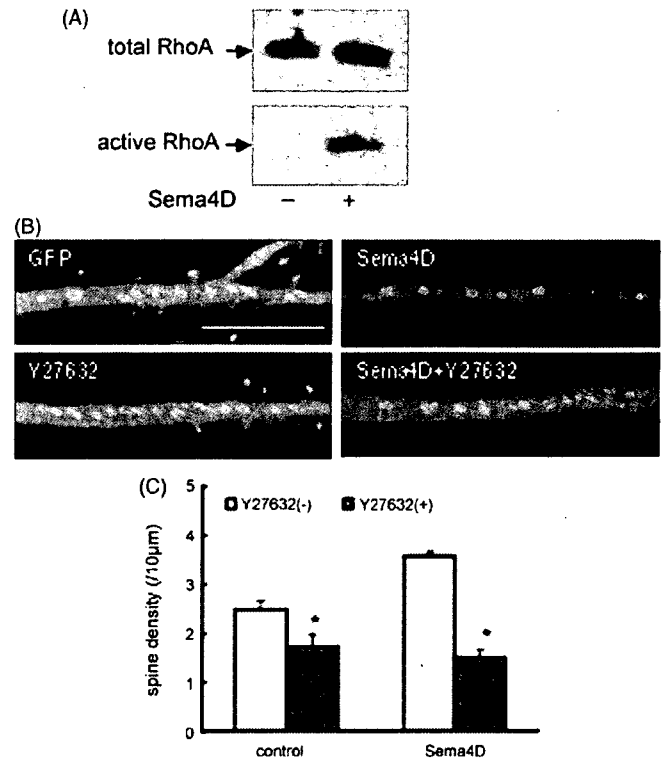 (A)
total RhoA
active RhoA
Sema4D − +
(B)
GFP
Sema4D
Y27632
Sema4D+Y27632
(C)
5
Y27632(-) Y27632(+)
4
3
2
1
0
spine density (/10μm)
* *
control Sema4D